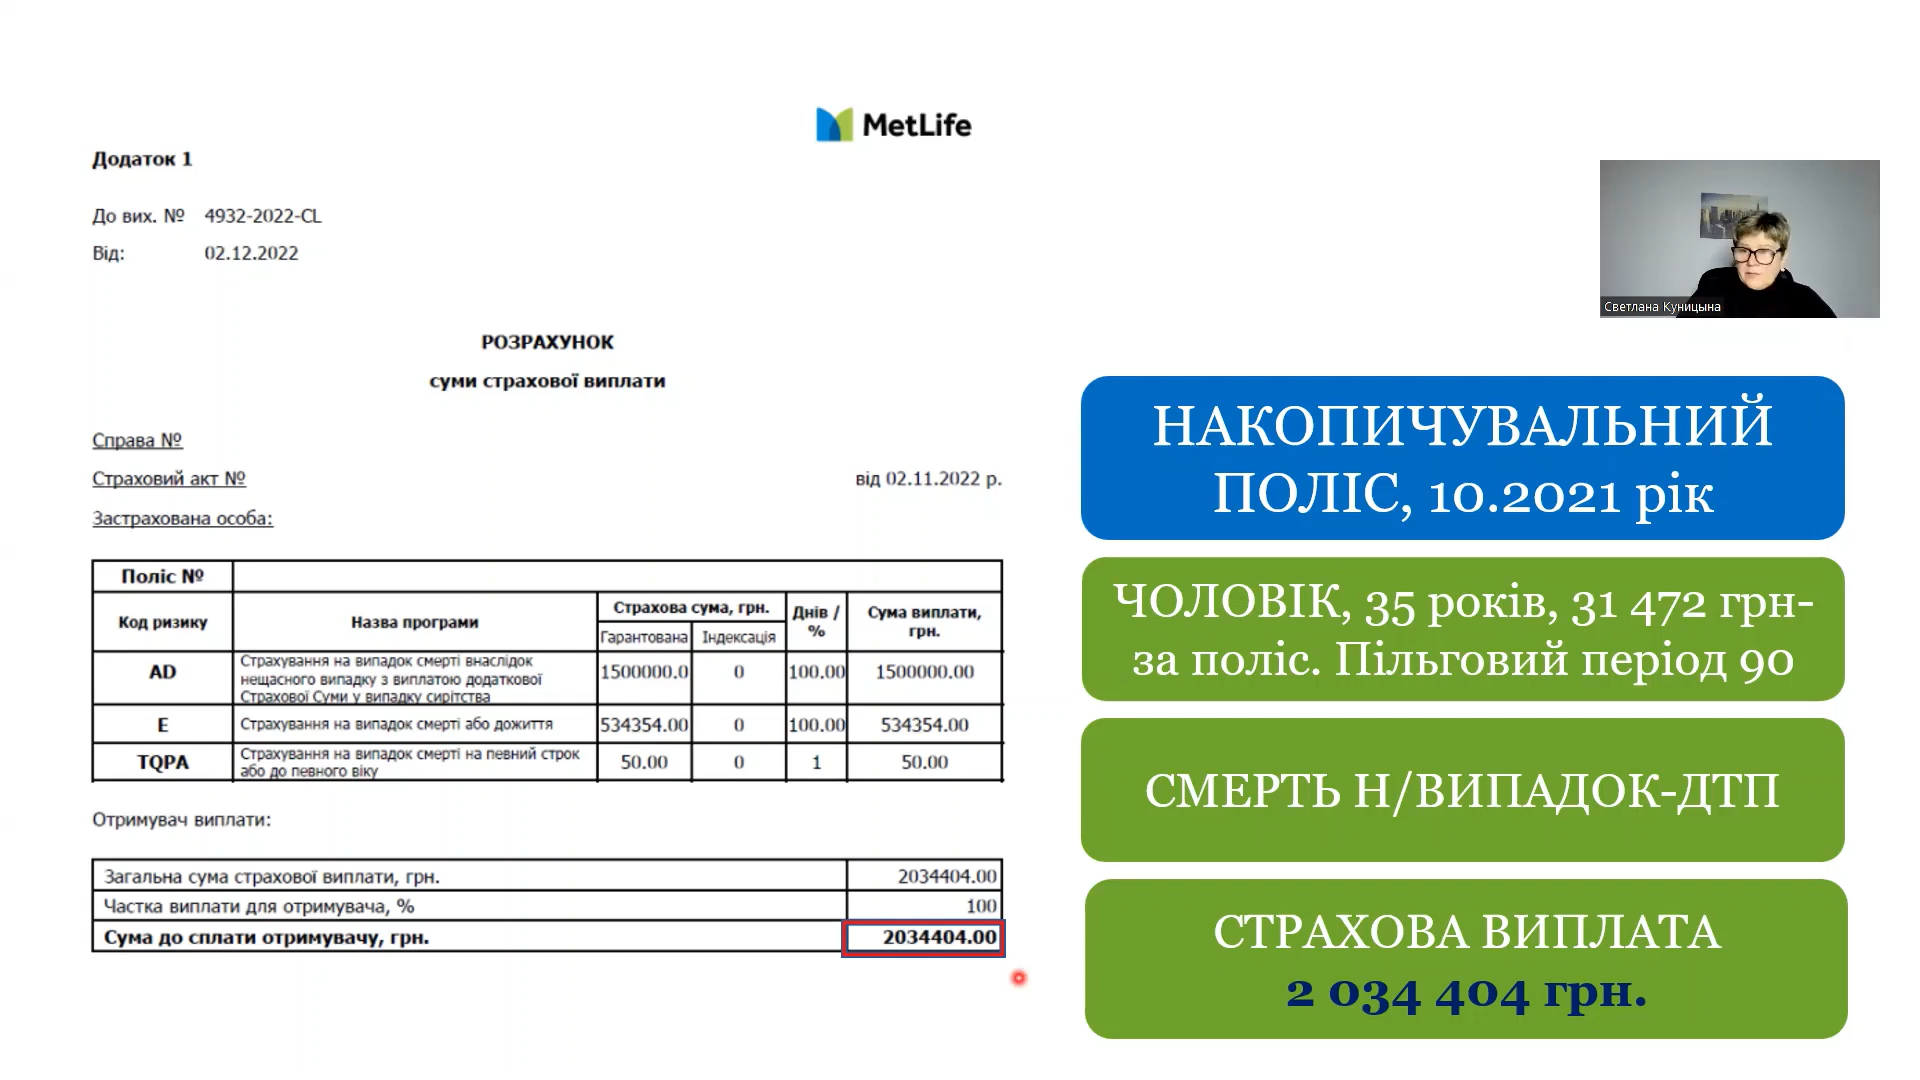 MetLife
Додаток 1
До вих. № 4932-2022-CL
Від: 02.12.2022
РОЗРАХУНОК
суми страхової виплати
Справа №
Страховий акт № від 02.11.2022 р.
Застрахована особа:
Поліс №
Код ризику Назва програми Страхова сума, грн. Днів / % Сума виплати, грн.
Гарантована Індексація
AD Страхування на випадок смерті внаслідок нещасного випадку з виплатою додаткової Страхової Суми у випадку сирітства 1500000.0 0 100.00 1500000.00
E Страхування на випадок смерті або дожиття 534354.00 0 100.00 534354.00
TQPA Страхування на випадок смерті на певний строк або до певного віку 50.00 0 1 50.00
Отримувач виплати:
Загальна сума страхової виплати, грн. 2034404.00
Частка виплати для отримувача, % 100
Сума до сплати отримувачу, грн. 2034404.00
Светлана Куницына
НАКОПИЧУВАЛЬНИЙ
ПОЛІС, 10.2021 рік
ЧОЛОВІК, 35 років, 31 472 грн-
за поліс. Пільговий період 90
СМЕРТЬ Н/ВИПАДОК-ДТП
СТРАХОВА ВИПЛАТА
2 034 404 грн.